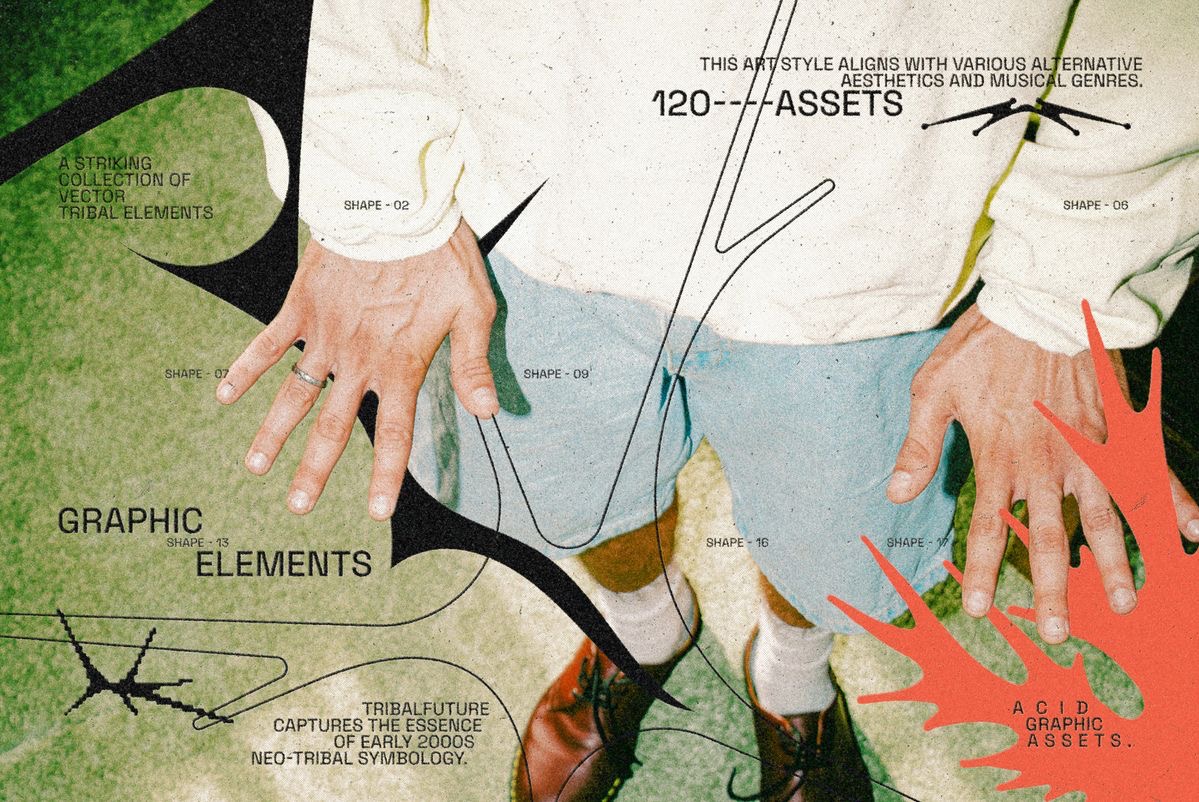 THIS ART STYLE ALIGNS WITH VARIOUS ALTERNATIVE
AESTHETICS AND MUSICAL GENRES.
120----ASSETS
A STRIKING
COLLECTION OF
VECTOR
TRIBAL ELEMENTS
SHAPE - 02
SHAPE - 06
SHAPE - 07
SHAPE - 09
GRAPHIC
SHAPE - 13
ELEMENTS
SHAPE - 16
SHAPE - 17
TRIBALFUTURE
CAPTURES THE ESSENCE
OF EARLY 2000S
NEO-TRIBAL SYMBOLOGY.
ACID
GRAPHIC
ASSETS.